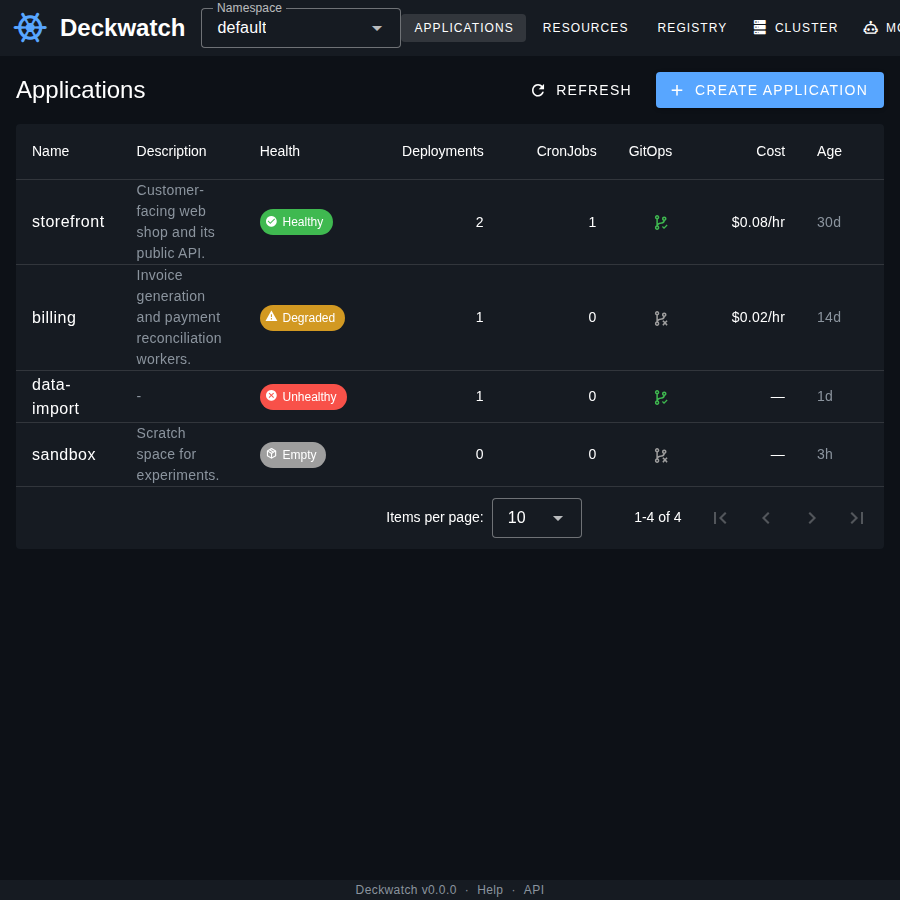 Deckwatch
Namespace
default
APPLICATIONS
RESOURCES
REGISTRY
CLUSTER
Applications
REFRESH
CREATE APPLICATION
Name Description Health Deployments CronJobs GitOps Cost Age
storefront
Customer-
facing web
shop and its
public API.
Healthy
2
1
$0.08/hr
30d
billing
Invoice
generation
and payment
reconciliation
workers.
Degraded
1
0
$0.02/hr
14d
data-
import
-
Unhealthy
1
0
—
1d
sandbox
Scratch
space for
experiments.
Empty
0
0
—
3h
Items per page:
10
1-4 of 4
Deckwatch v0.0.0 · Help · API